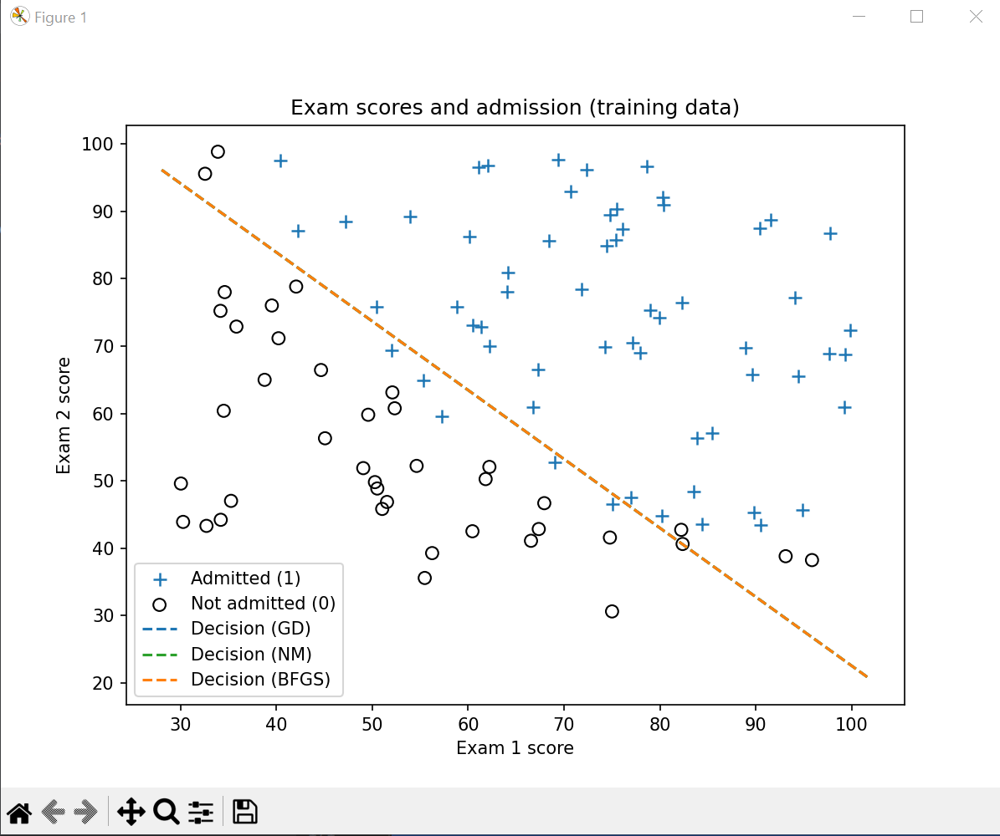 Figure 1
Exam scores and admission (training data)
100
90
80
70
60
50
40
30
20
Exam 2 score
Admitted (1)
Not admitted (0)
Decision (GD)
Decision (NM)
Decision (BFGS)
30 40 50 60 70 80 90 100
Exam 1 score